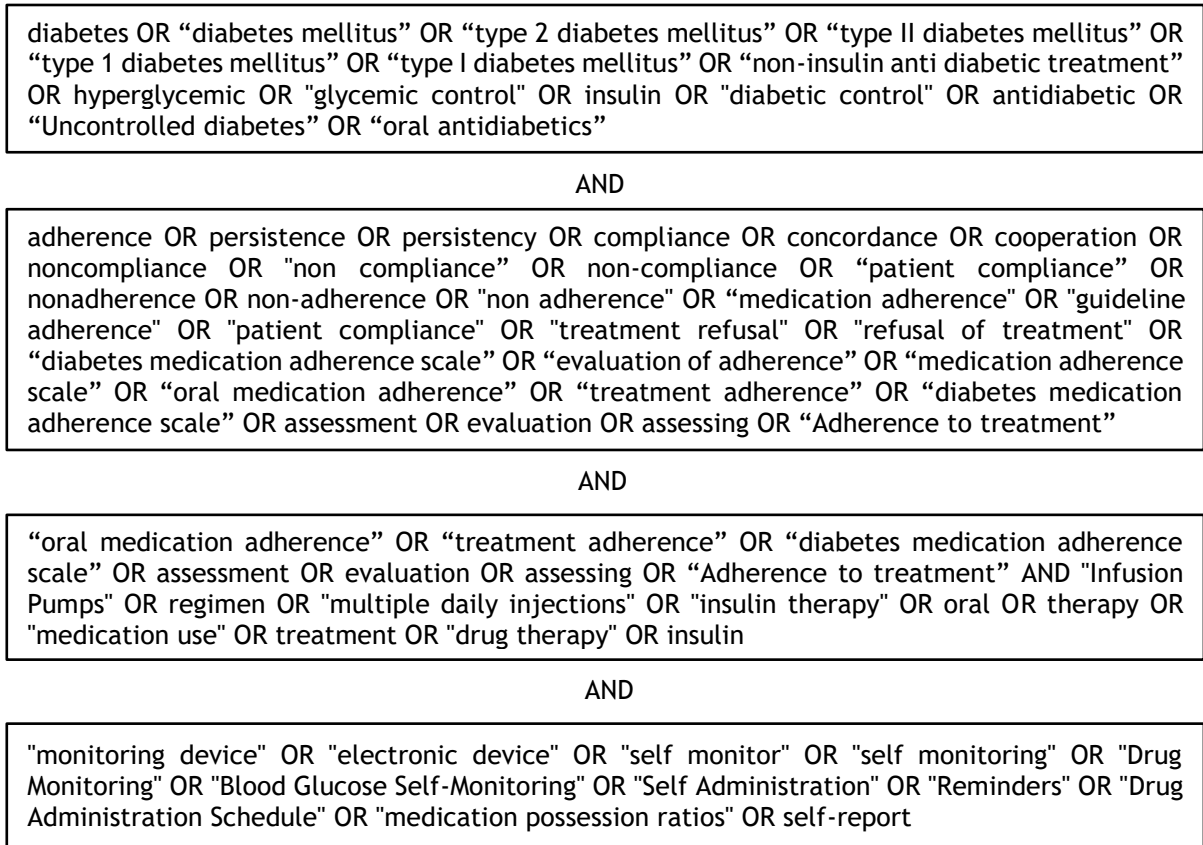 diabetes OR “diabetes mellitus” OR “type 2 diabetes mellitus” OR “type II diabetes mellitus” OR
“type 1 diabetes mellitus” OR “type I diabetes mellitus” OR “non-insulin anti diabetic treatment”
OR hyperglycemic OR "glycemic control" OR insulin OR "diabetic control" OR antidiabetic OR
“Uncontrolled diabetes” OR “oral antidiabetics”
AND
adherence OR persistence OR persistency OR compliance OR concordance OR cooperation OR
noncompliance OR "non compliance” OR non-compliance OR “patient compliance” OR
nonadherence OR non-adherence OR "non adherence" OR “medication adherence" OR "guideline
adherence" OR "patient compliance" OR "treatment refusal" OR "refusal of treatment" OR
“diabetes medication adherence scale” OR “evaluation of adherence” OR “medication adherence
scale” OR “oral medication adherence” OR “treatment adherence” OR “diabetes medication
adherence scale” OR assessment OR evaluation OR assessing OR “Adherence to treatment”
AND
“oral medication adherence” OR “treatment adherence” OR “diabetes medication adherence
scale” OR assessment OR evaluation OR assessing OR “Adherence to treatment” AND "Infusion
Pumps" OR regimen OR "multiple daily injections" OR "insulin therapy" OR oral OR therapy OR
"medication use" OR treatment OR "drug therapy" OR insulin
AND
"monitoring device" OR "electronic device" OR "self monitor" OR "self monitoring" OR "Drug
Monitoring" OR "Blood Glucose Self-Monitoring" OR "Self Administration" OR "Reminders" OR "Drug
Administration Schedule" OR "medication possession ratios" OR self-report